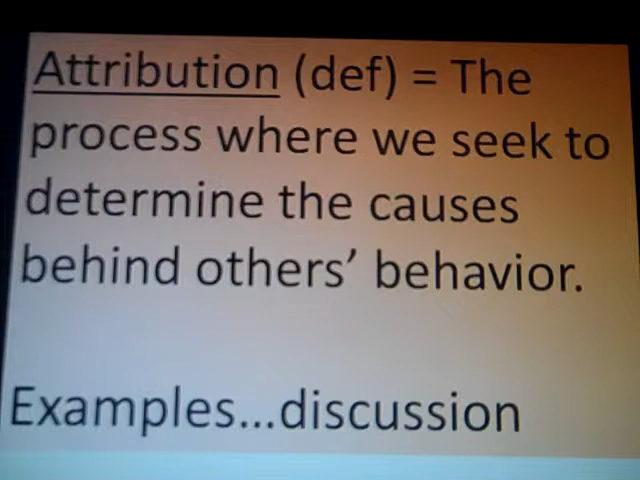 Attribution (def) = The
process where we seek to
determine the causes
behind others’ behavior.
Examples...discussion